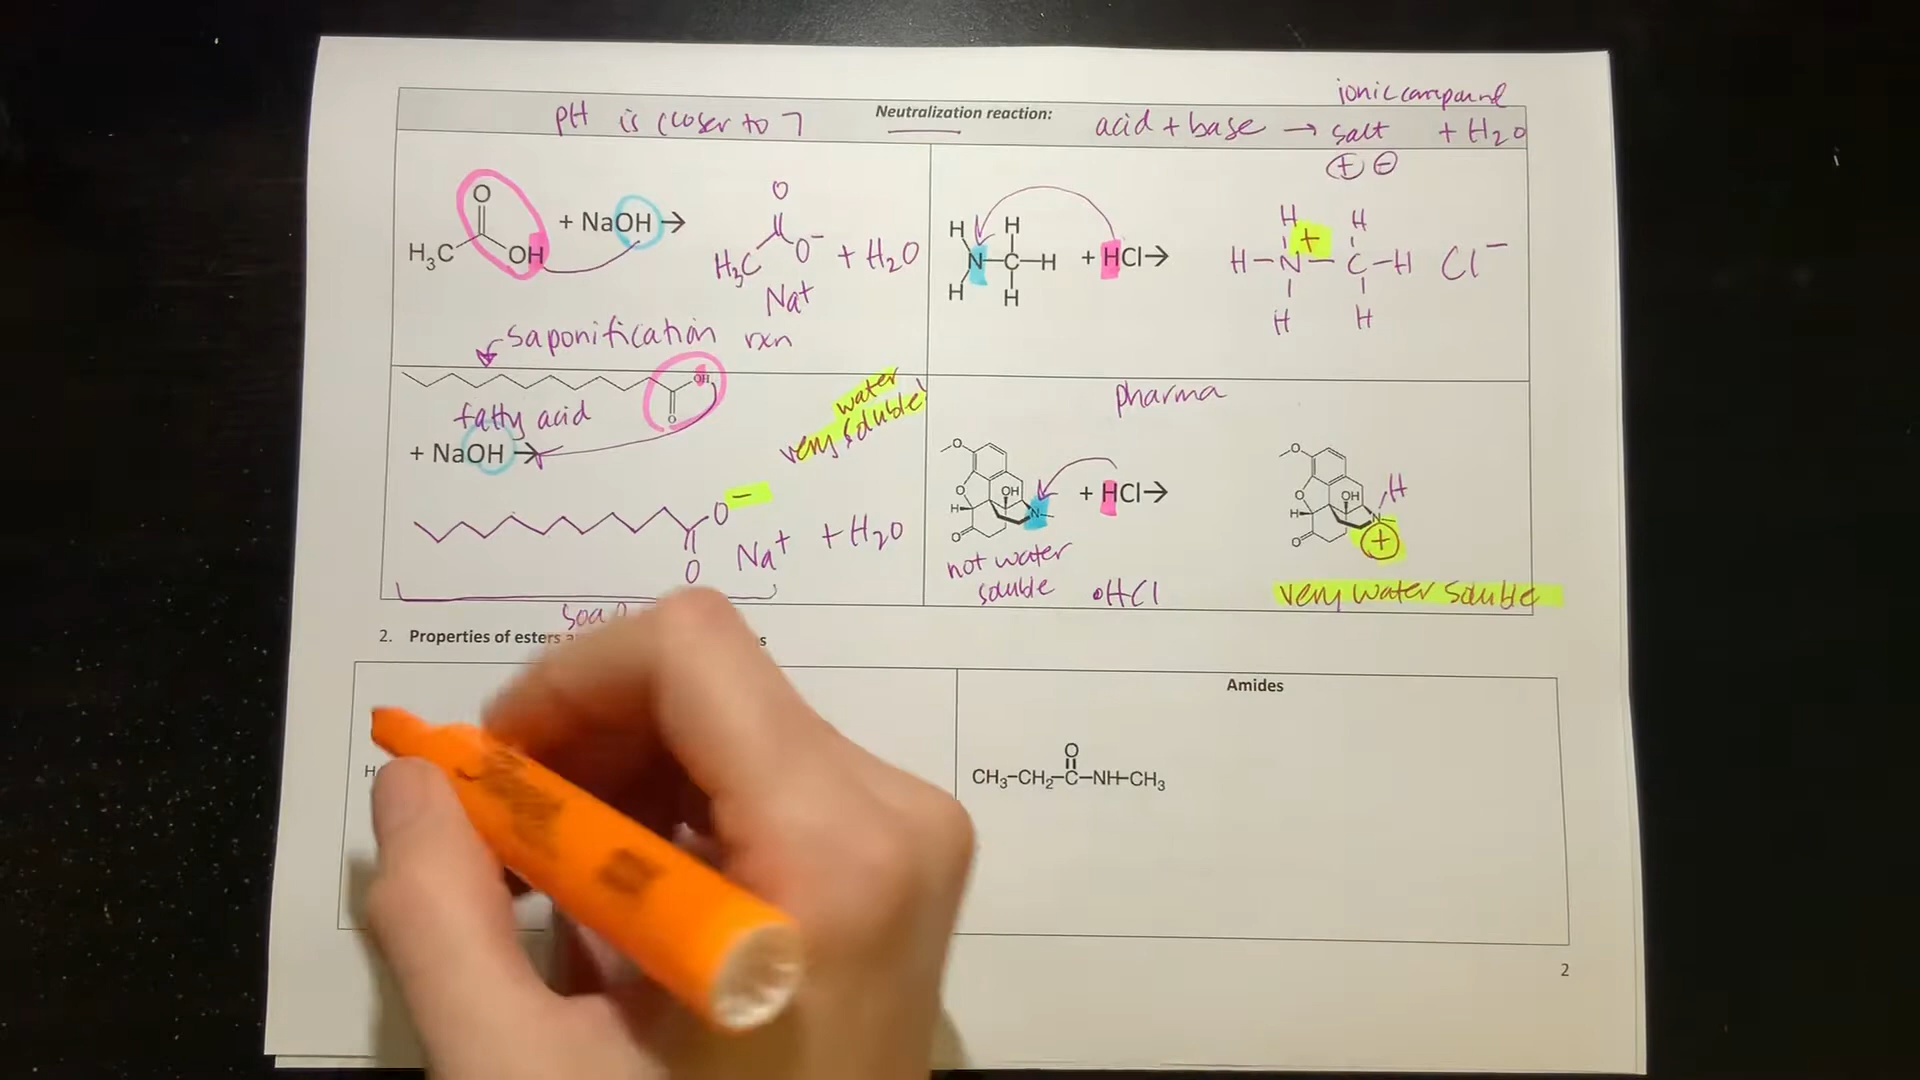 ionic compound
pH is closer to 7 Neutralization reaction: acid + base → salt + H2O
⊕ ⊖
O
H3C OH + NaOH →
O
H3C O− + H2O
Na+
saponification rxn
H H
H N–C–H + HCl→
H H
H H
H–N+–C–H Cl−
H H
OH
O
fatty acid
+ NaOH →
water
very soluble!
O−
O
Na+ + H2O
soap
pharma
O
O OH
H N
O
+ HCl→
not water
soluble •HCl
O
O OH H
H N
O +
very water soluble
2. Properties of esters
Amides
O
CH3–CH2–C–NH–CH3
H
2